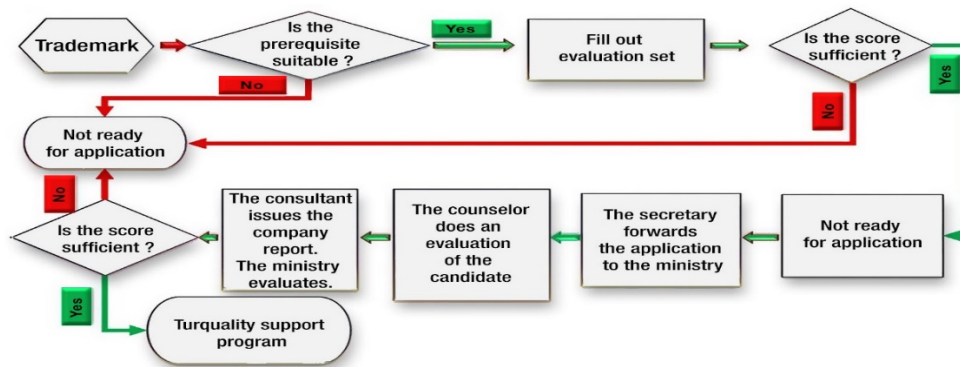 Trademark
Is the
prerequisite
suitable ?
Yes
Fill out
evaluation set
Is the score
sufficient ?
Yes
No
No
Not ready
for application
No
Is the score
sufficient ?
The consultant
issues the
company
report.
The ministry
evaluates.
The counselor
does an
evaluation
of the
candidate
The secretary
forwards
the application
to the ministry
Not ready
for application
Yes
Turquality support
program